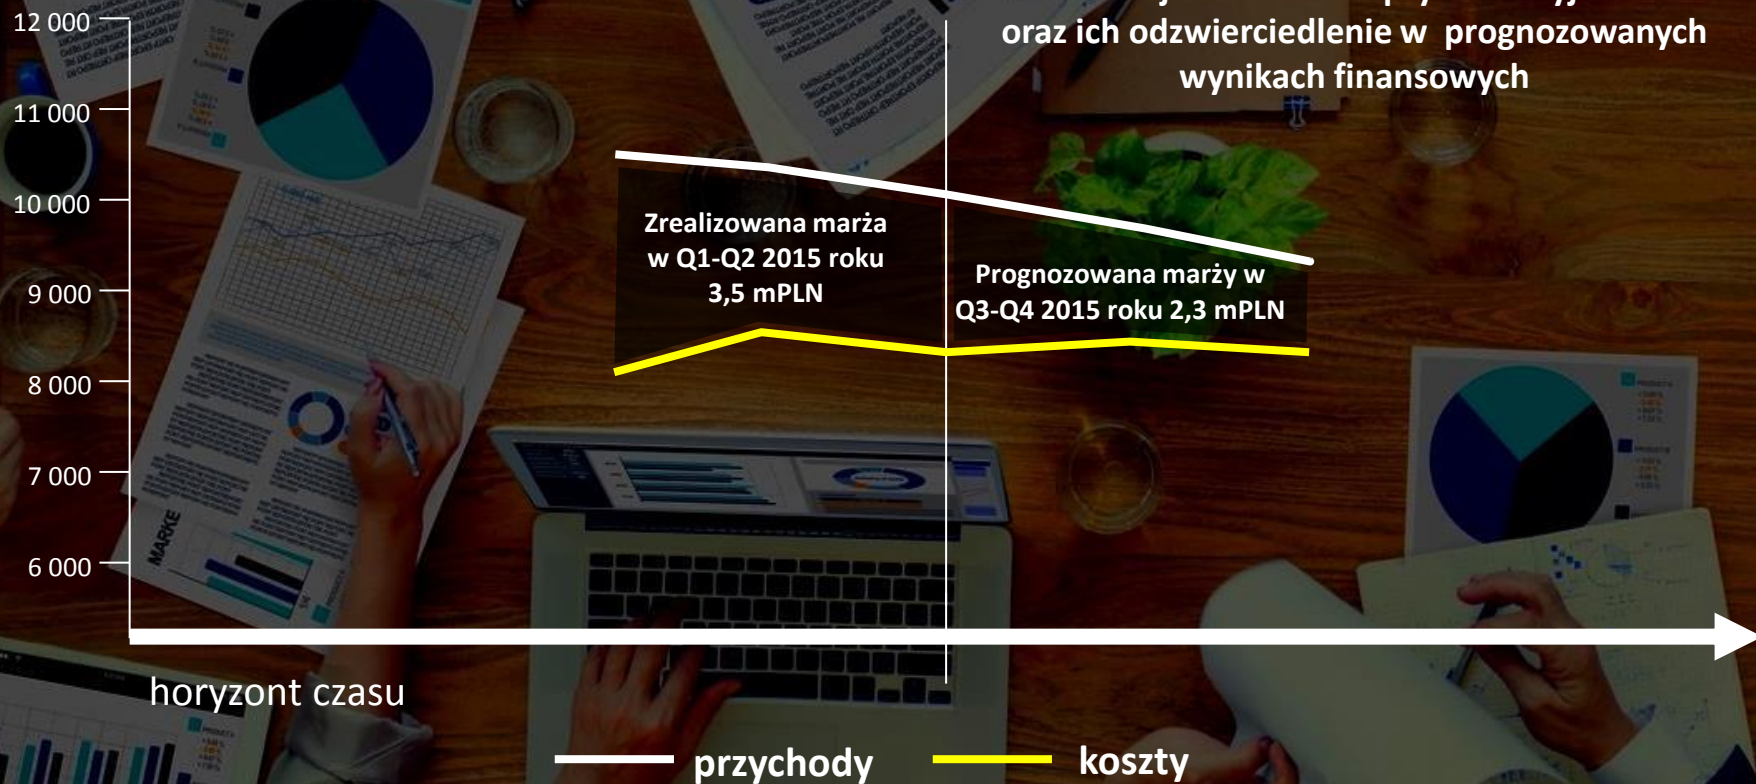 oraz ich odzwierciedlenie w prognozowanych
wynikach finansowych
12 000
11 000
10 000
9 000
8 000
7 000
6 000
Zrealizowana marża
w Q1-Q2 2015 roku
3,5 mPLN
Prognozowana marży w
Q3-Q4 2015 roku 2,3 mPLN
MARKE
horyzont czasu
przychody
koszty